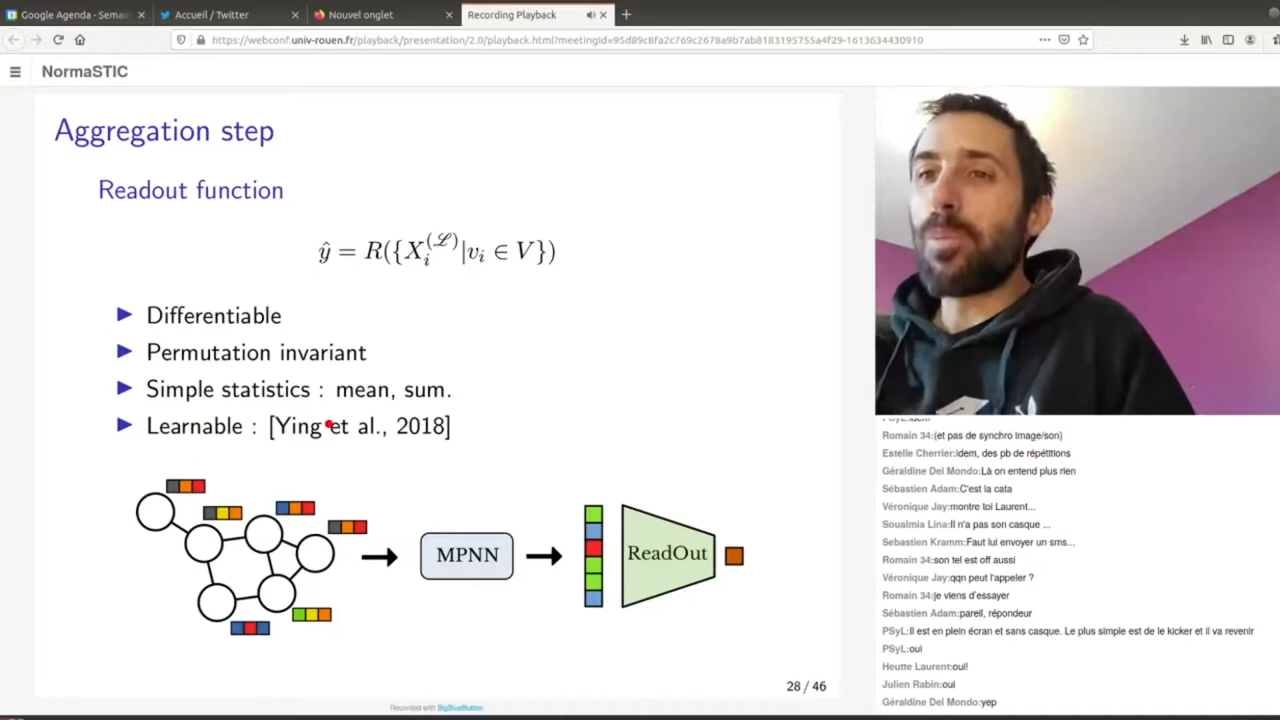 Google Agenda - Semain
Accueil / Twitter
Nouvel onglet
Recording Playback
https://webconf.univ-rouen.fr/playback/presentation/2.0/playback.html?meetingId=95d89c8fa2c769c2678a9b7ab8183195755a4f29-1613634430910
NormaSTIC
Aggregation step
Readout function
ŷ = R({X_i^(ℒ)|v_i ∈ V})
Differentiable
Permutation invariant
Simple statistics : mean, sum.
Learnable : [Ying et al., 2018]
MPNN
ReadOut
28 / 46
Recorded with BigBlueButton
PSyL:idem
Romain 34:(et pas de synchro image/son)
Estelle Cherrier:idem, des pb de répétitions
Géraldine Del Mondo:Là on entend plus rien
Sébastien Adam:C'est la cata
Véronique Jay:montre toi Laurent...
Soualmia Lina:Il n'a pas son casque ...
Sebastien Kramm:Faut lui envoyer un sms...
Romain 34:son tel est off aussi
Véronique Jay:qqn peut l'appeler ?
Romain 34:je viens d'essayer
Sébastien Adam:pareil, répondeur
PSyL:Il est en plein écran et sans casque. Le plus simple est de le kicker et il va revenir
PSyL:oui
Heutte Laurent:oui!
Julien Rabin:oui
Géraldine Del Mondo:yep